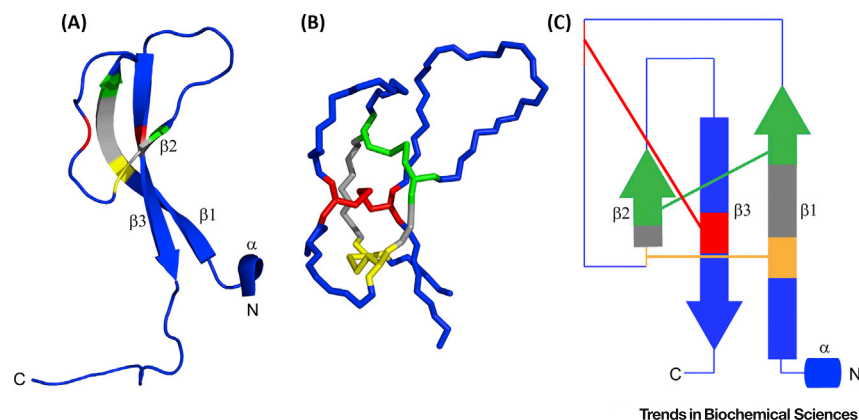 (A)
(B)
(C)
β2
β3
β1
α
N
C
β2
β3
β1
α
C
N
Trends in Biochemical Sciences